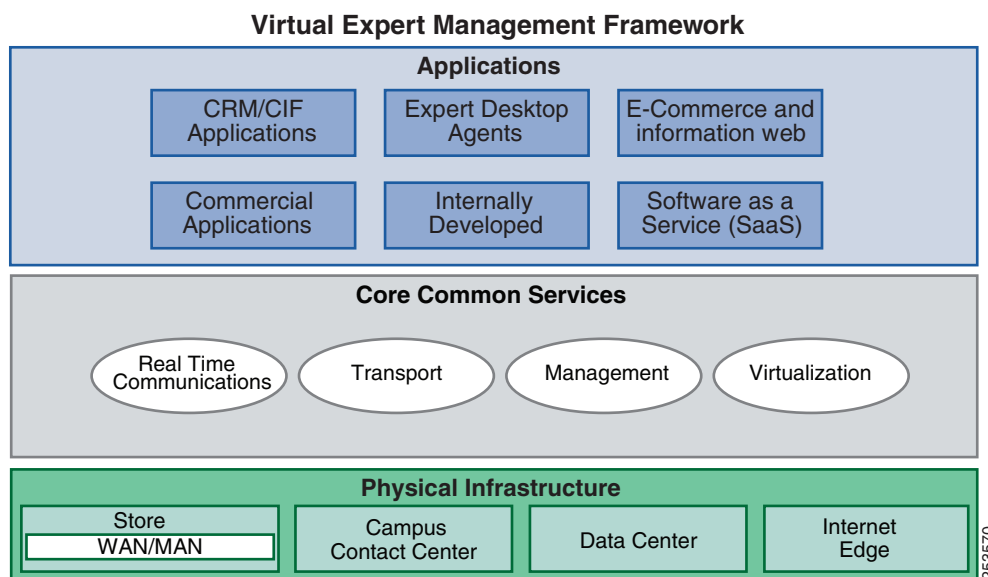 Virtual Expert Management Framework
Applications
CRM/CIF
Applications
Expert Desktop
Agents
E-Commerce and
information web
Commercial
Applications
Internally
Developed
Software as a
Service (SaaS)
Core Common Services
Real Time
Communications
Transport
Management
Virtualization
Physical Infrastructure
Store
WAN/MAN
Campus
Contact Center
Data Center
Internet
Edge